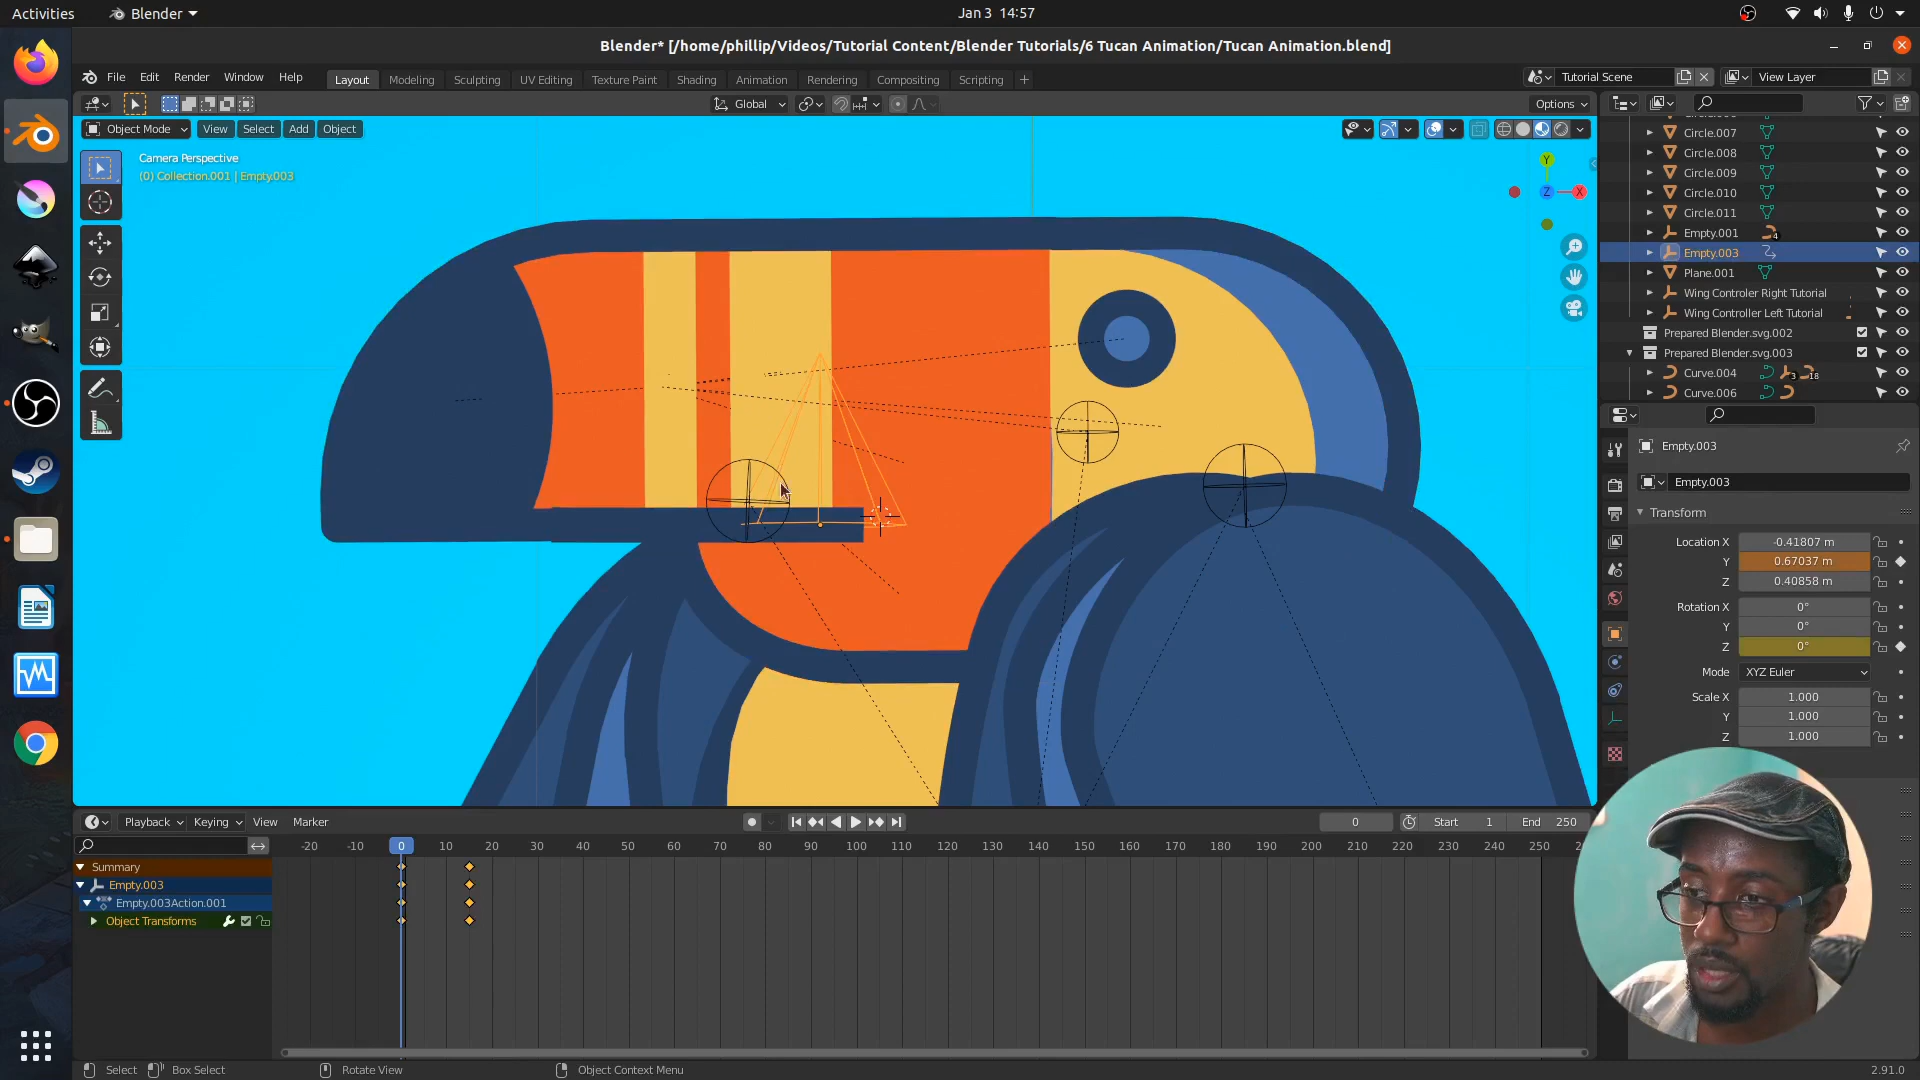 Activities Blender Jan 3 14:57
Blender* [/home/phillip/Videos/Tutorial Content/Blender Tutorials/6 Tucan Animation/Tucan Animation.blend]
File Edit Render Window Help Layout Modeling Sculpting UV Editing Texture Paint Shading Animation Rendering Compositing Scripting Tutorial Scene View Layer
Global Options
Object Mode View Select Add Object
Circle.007
Circle.008
Circle.009
Circle.010
Circle.011
Empty.001 4
Empty.003
Plane.001
Wing Controler Right Tutorial
Wing Controller Left Tutorial
Prepared Blender.svg.002
Prepared Blender.svg.003
Curve.004 3 18
Curve.006
Camera Perspective
(0) Collection.001 | Empty.003
Y
Z X
Empty.003
Empty.003
Transform
Location X -0.41807 m
Y 0.67037 m
Z 0.40858 m
Rotation X 0°
Y 0°
Z 0°
Mode XYZ Euler
Scale X 1.000
Y 1.000
Z 1.000
Playback Keying View Marker 0 Start 1 End 250
-20 -10 0 10 20 30 40 50 60 70 80 90 100 110 120 130 140 150 160 170 180 190 200 210 220 230 240 250
Summary
Empty.003
Empty.003Action.001
Object Transforms
Select Box Select Rotate View Object Context Menu 2.91.0